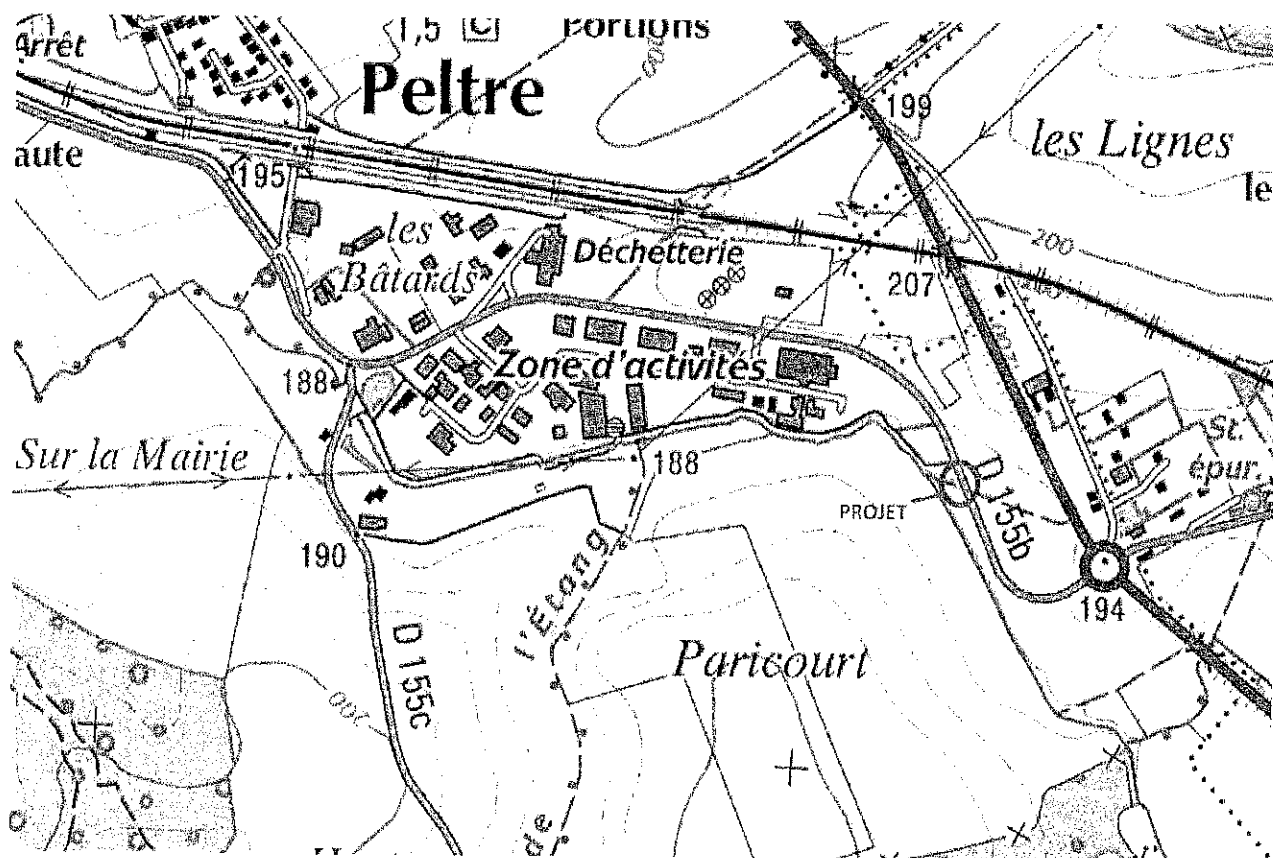 Arrêt
1,5 C
Portions
Peltre
199
les Lignes
le
aute
195
les
Bâtards
Déchetterie
200
207
Zone d'activités
188
Sur la Mairie
188
St.
épur.
PROJET
D 155b
190
194
l'Étang
Paricourt
D 155c
200
de